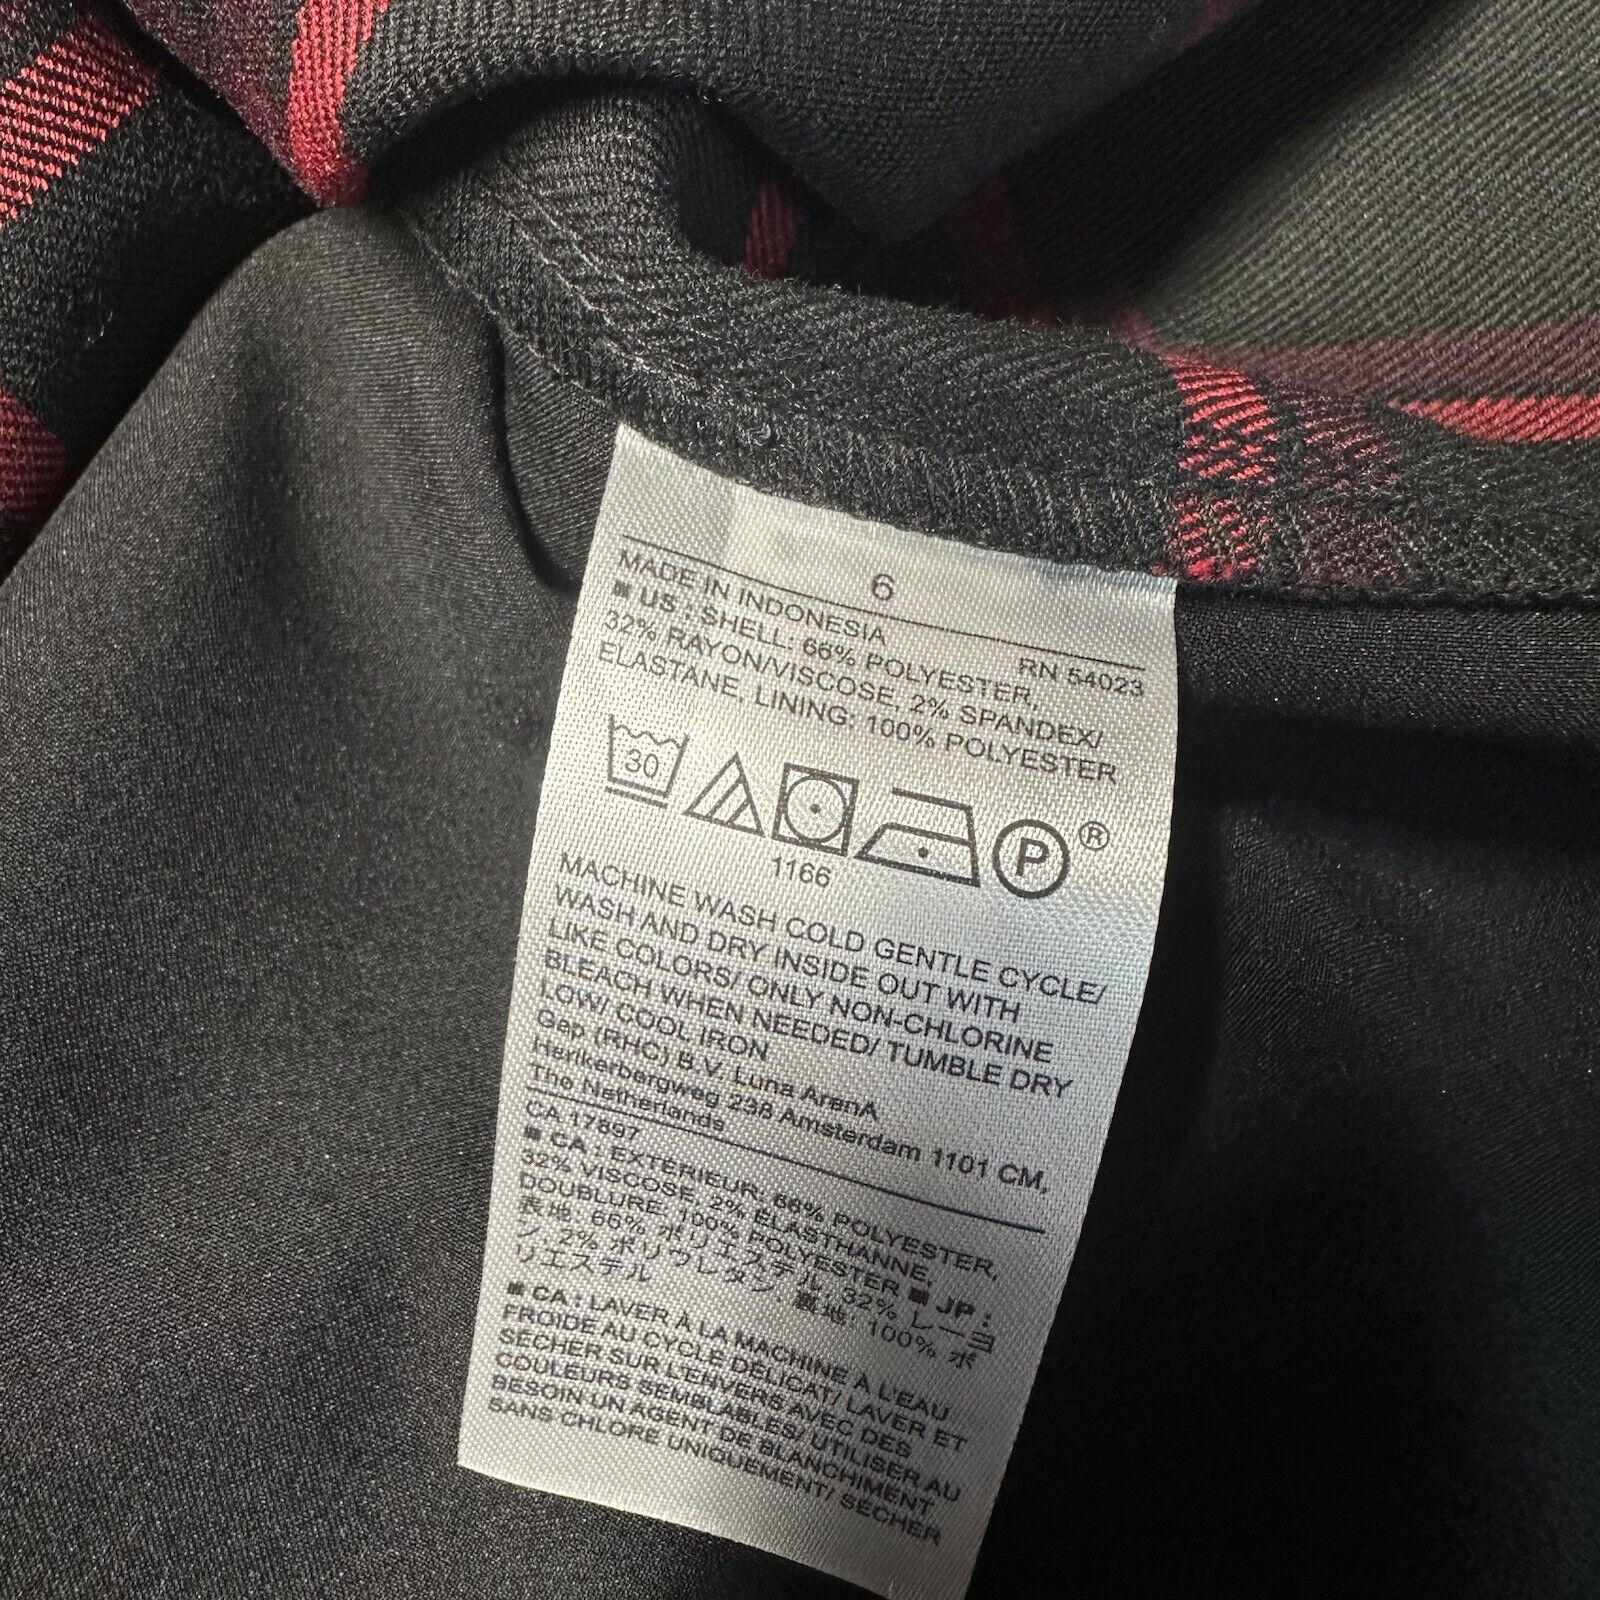 6
MADE IN INDONESIA RN 54023
■ US : SHELL: 66% POLYESTER,
32% RAYON/VISCOSE, 2% SPANDEX/
ELASTANE, LINING: 100% POLYESTER
30 P ®
1166
MACHINE WASH COLD GENTLE CYCLE/
WASH AND DRY INSIDE OUT WITH
LIKE COLORS/ ONLY NON-CHLORINE
BLEACH WHEN NEEDED/ TUMBLE DRY
LOW/ COOL IRON
Gap (RHC) B.V. Luna ArenA
Herikerbergweg 238 Amsterdam 1101 CM,
The Netherlands
CA 17897
■ CA : EXTERIEUR: 66% POLYESTER,
32% VISCOSE, 2% ELASTHANNE,
DOUBLURE: 100% POLYESTER ■ JP :
表地: 66% ポリエステル, 32% レーヨ
ン, 2% ポリウレタン; 裏地: 100% ポ
リエステル
■ CA : LAVER À LA MACHINE À L'EAU
FROIDE AU CYCLE DÉLICAT/ LAVER ET
SÉCHER SUR L'ENVERS AVEC DES
COULEURS SEMBLABLES/ UTILISER AU
BESOIN UN AGENT DE BLANCHIMENT
SANS CHLORE UNIQUEMENT/ SÉCHER